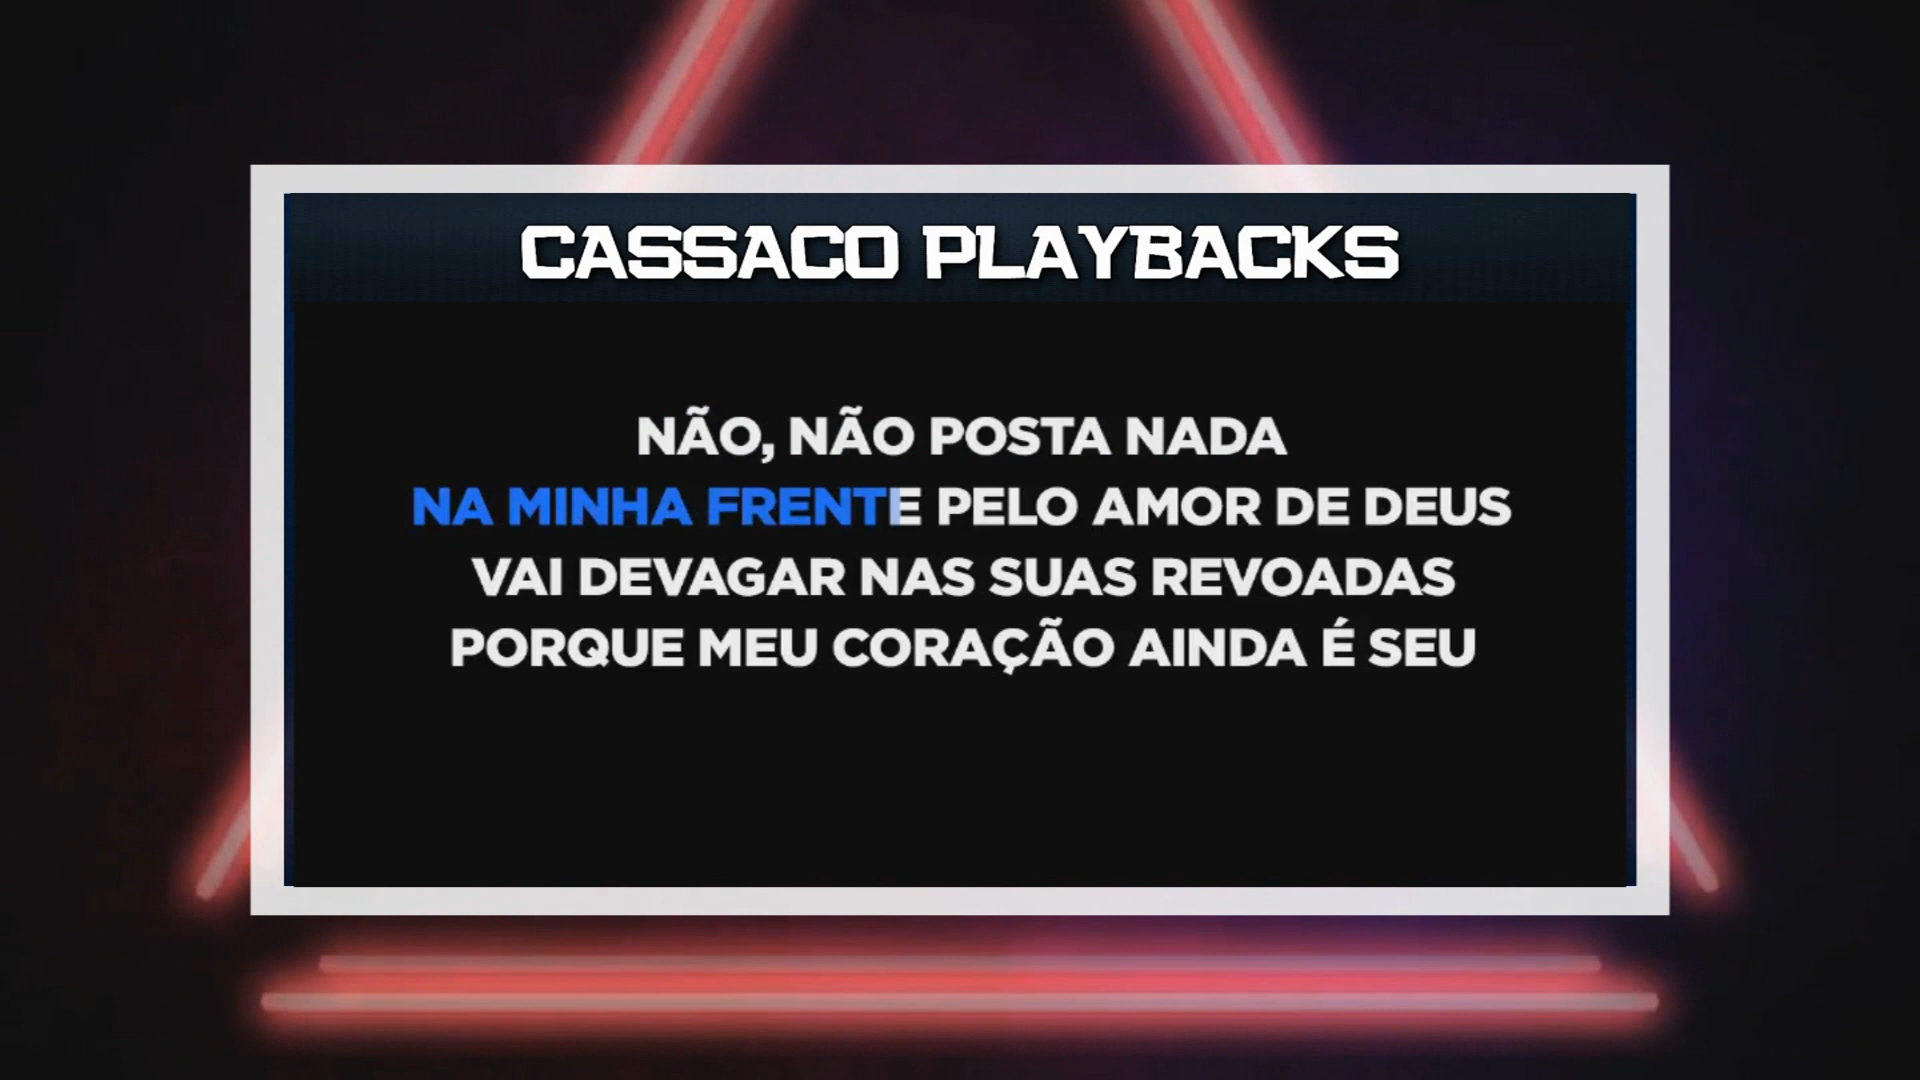 CASSACO PLAYBACKS
NÃO, NÃO POSTA NADA
NA MINHA FRENTE PELO AMOR DE DEUS
VAI DEVAGAR NAS SUAS REVOADAS
PORQUE MEU CORAÇÃO AINDA É SEU